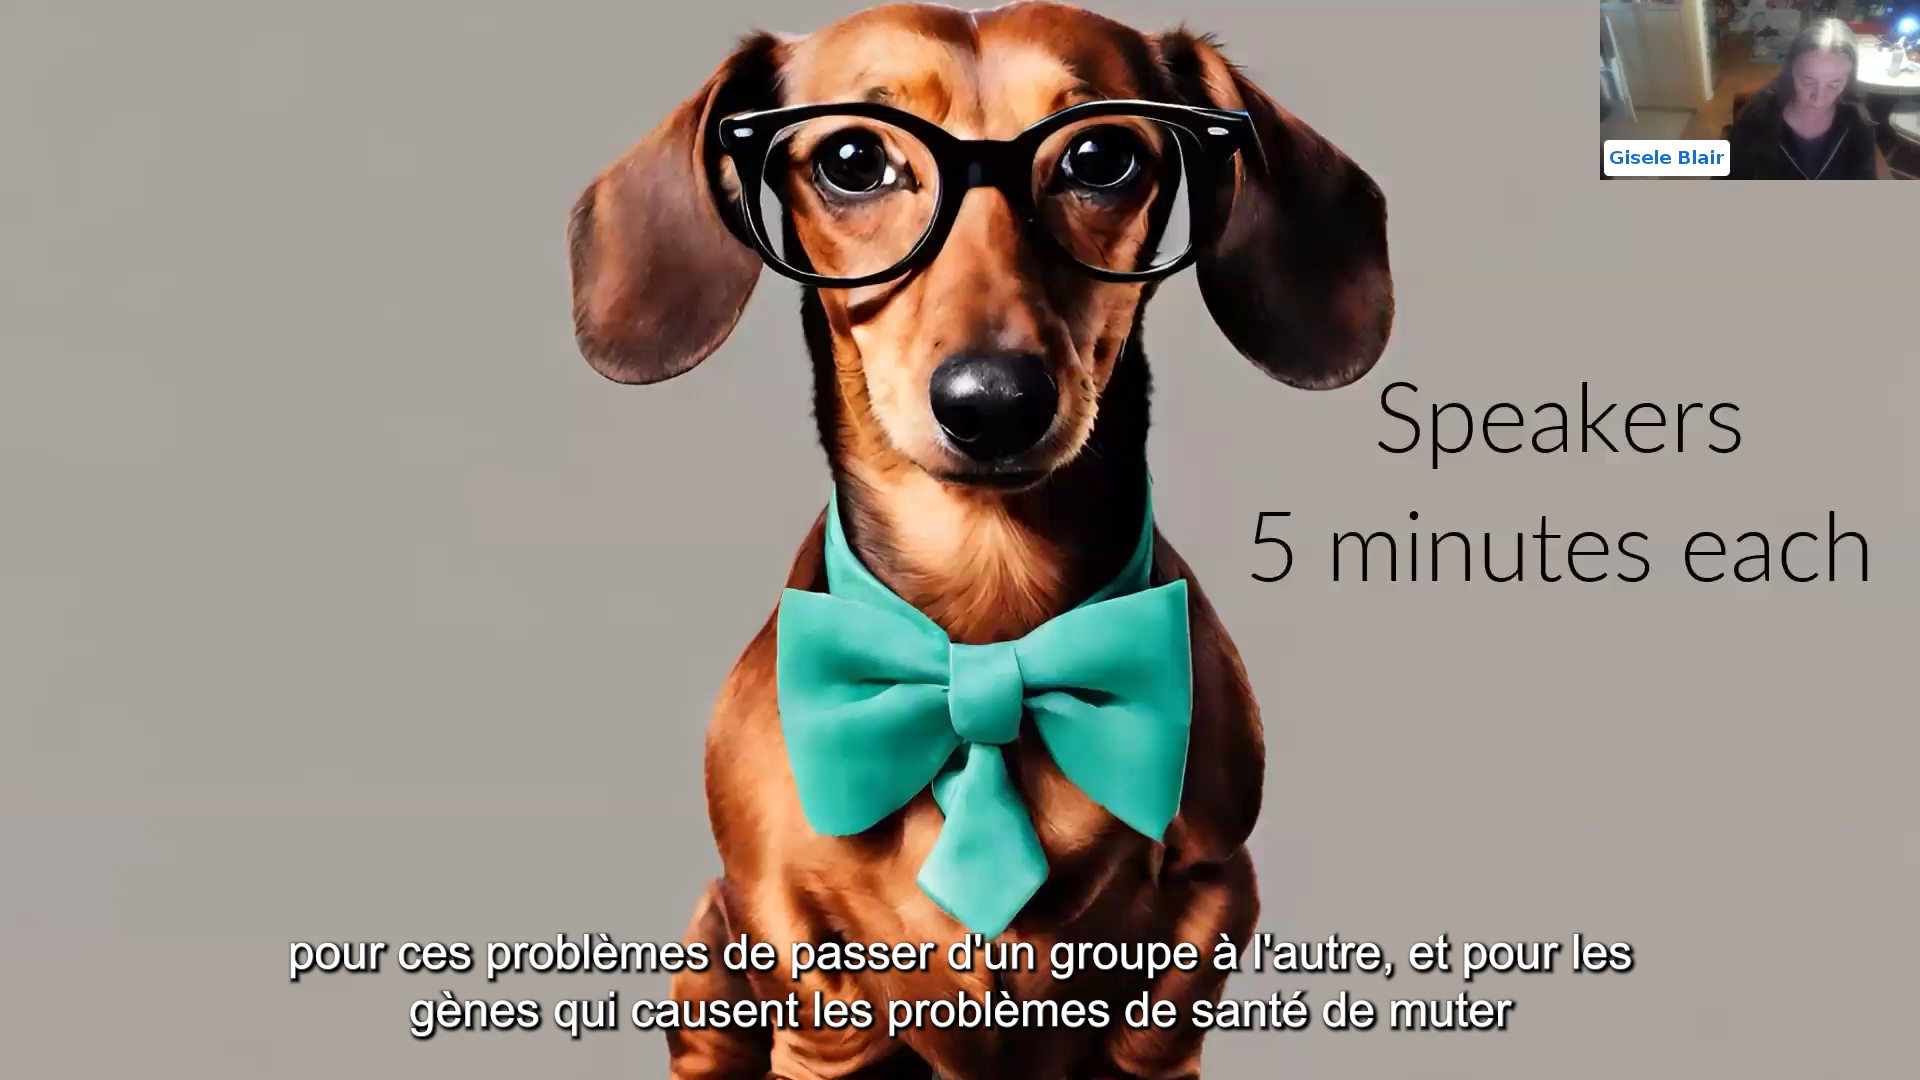 Gisele Blair
Speakers
5 minutes each
pour ces problèmes de passer d'un groupe à l'autre, et pour les
gènes qui causent les problèmes de santé de muter